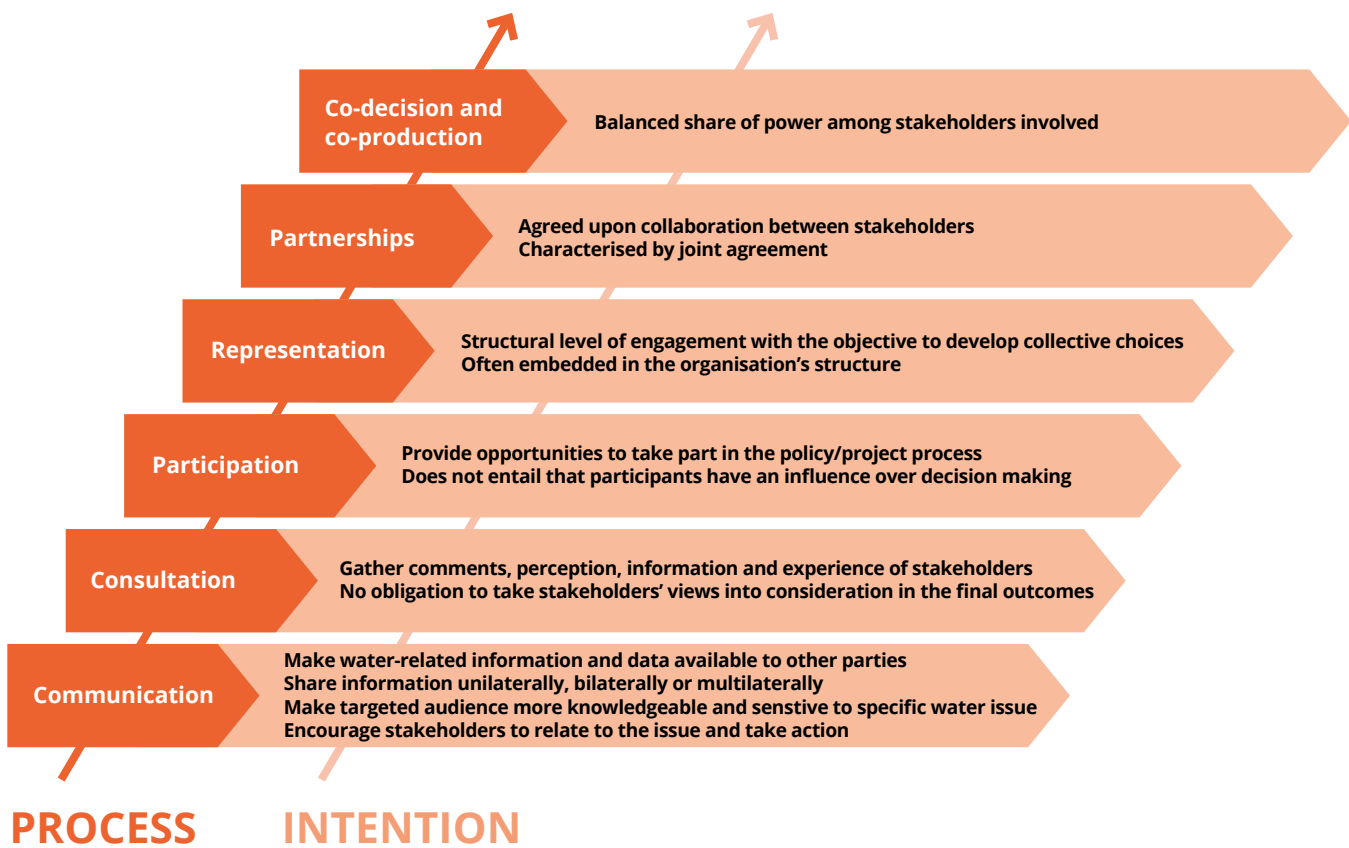 Co-decision and
co-production
Balanced share of power among stakeholders involved
Partnerships
Agreed upon collaboration between stakeholders
Characterised by joint agreement
Representation
Structural level of engagement with the objective to develop collective choices
Often embedded in the organisation's structure
Participation
Provide opportunities to take part in the policy/project process
Does not entail that participants have an influence over decision making
Consultation
Gather comments, perception, information and experience of stakeholders
No obligation to take stakeholders' views into consideration in the final outcomes
Communication
Make water-related information and data available to other parties
Share information unilaterally, bilaterally or multilaterally
Make targeted audience more knowledgeable and senstive to specific water issue
Encourage stakeholders to relate to the issue and take action
PROCESS
INTENTION